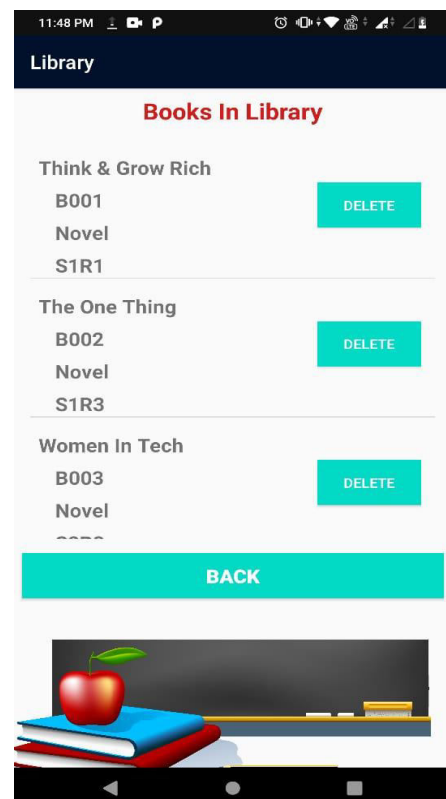 11:48 PM
Library
Books In Library
Think & Grow Rich
B001
DELETE
Novel
S1R1
The One Thing
B002
DELETE
Novel
S1R3
Women In Tech
B003
DELETE
Novel
BACK